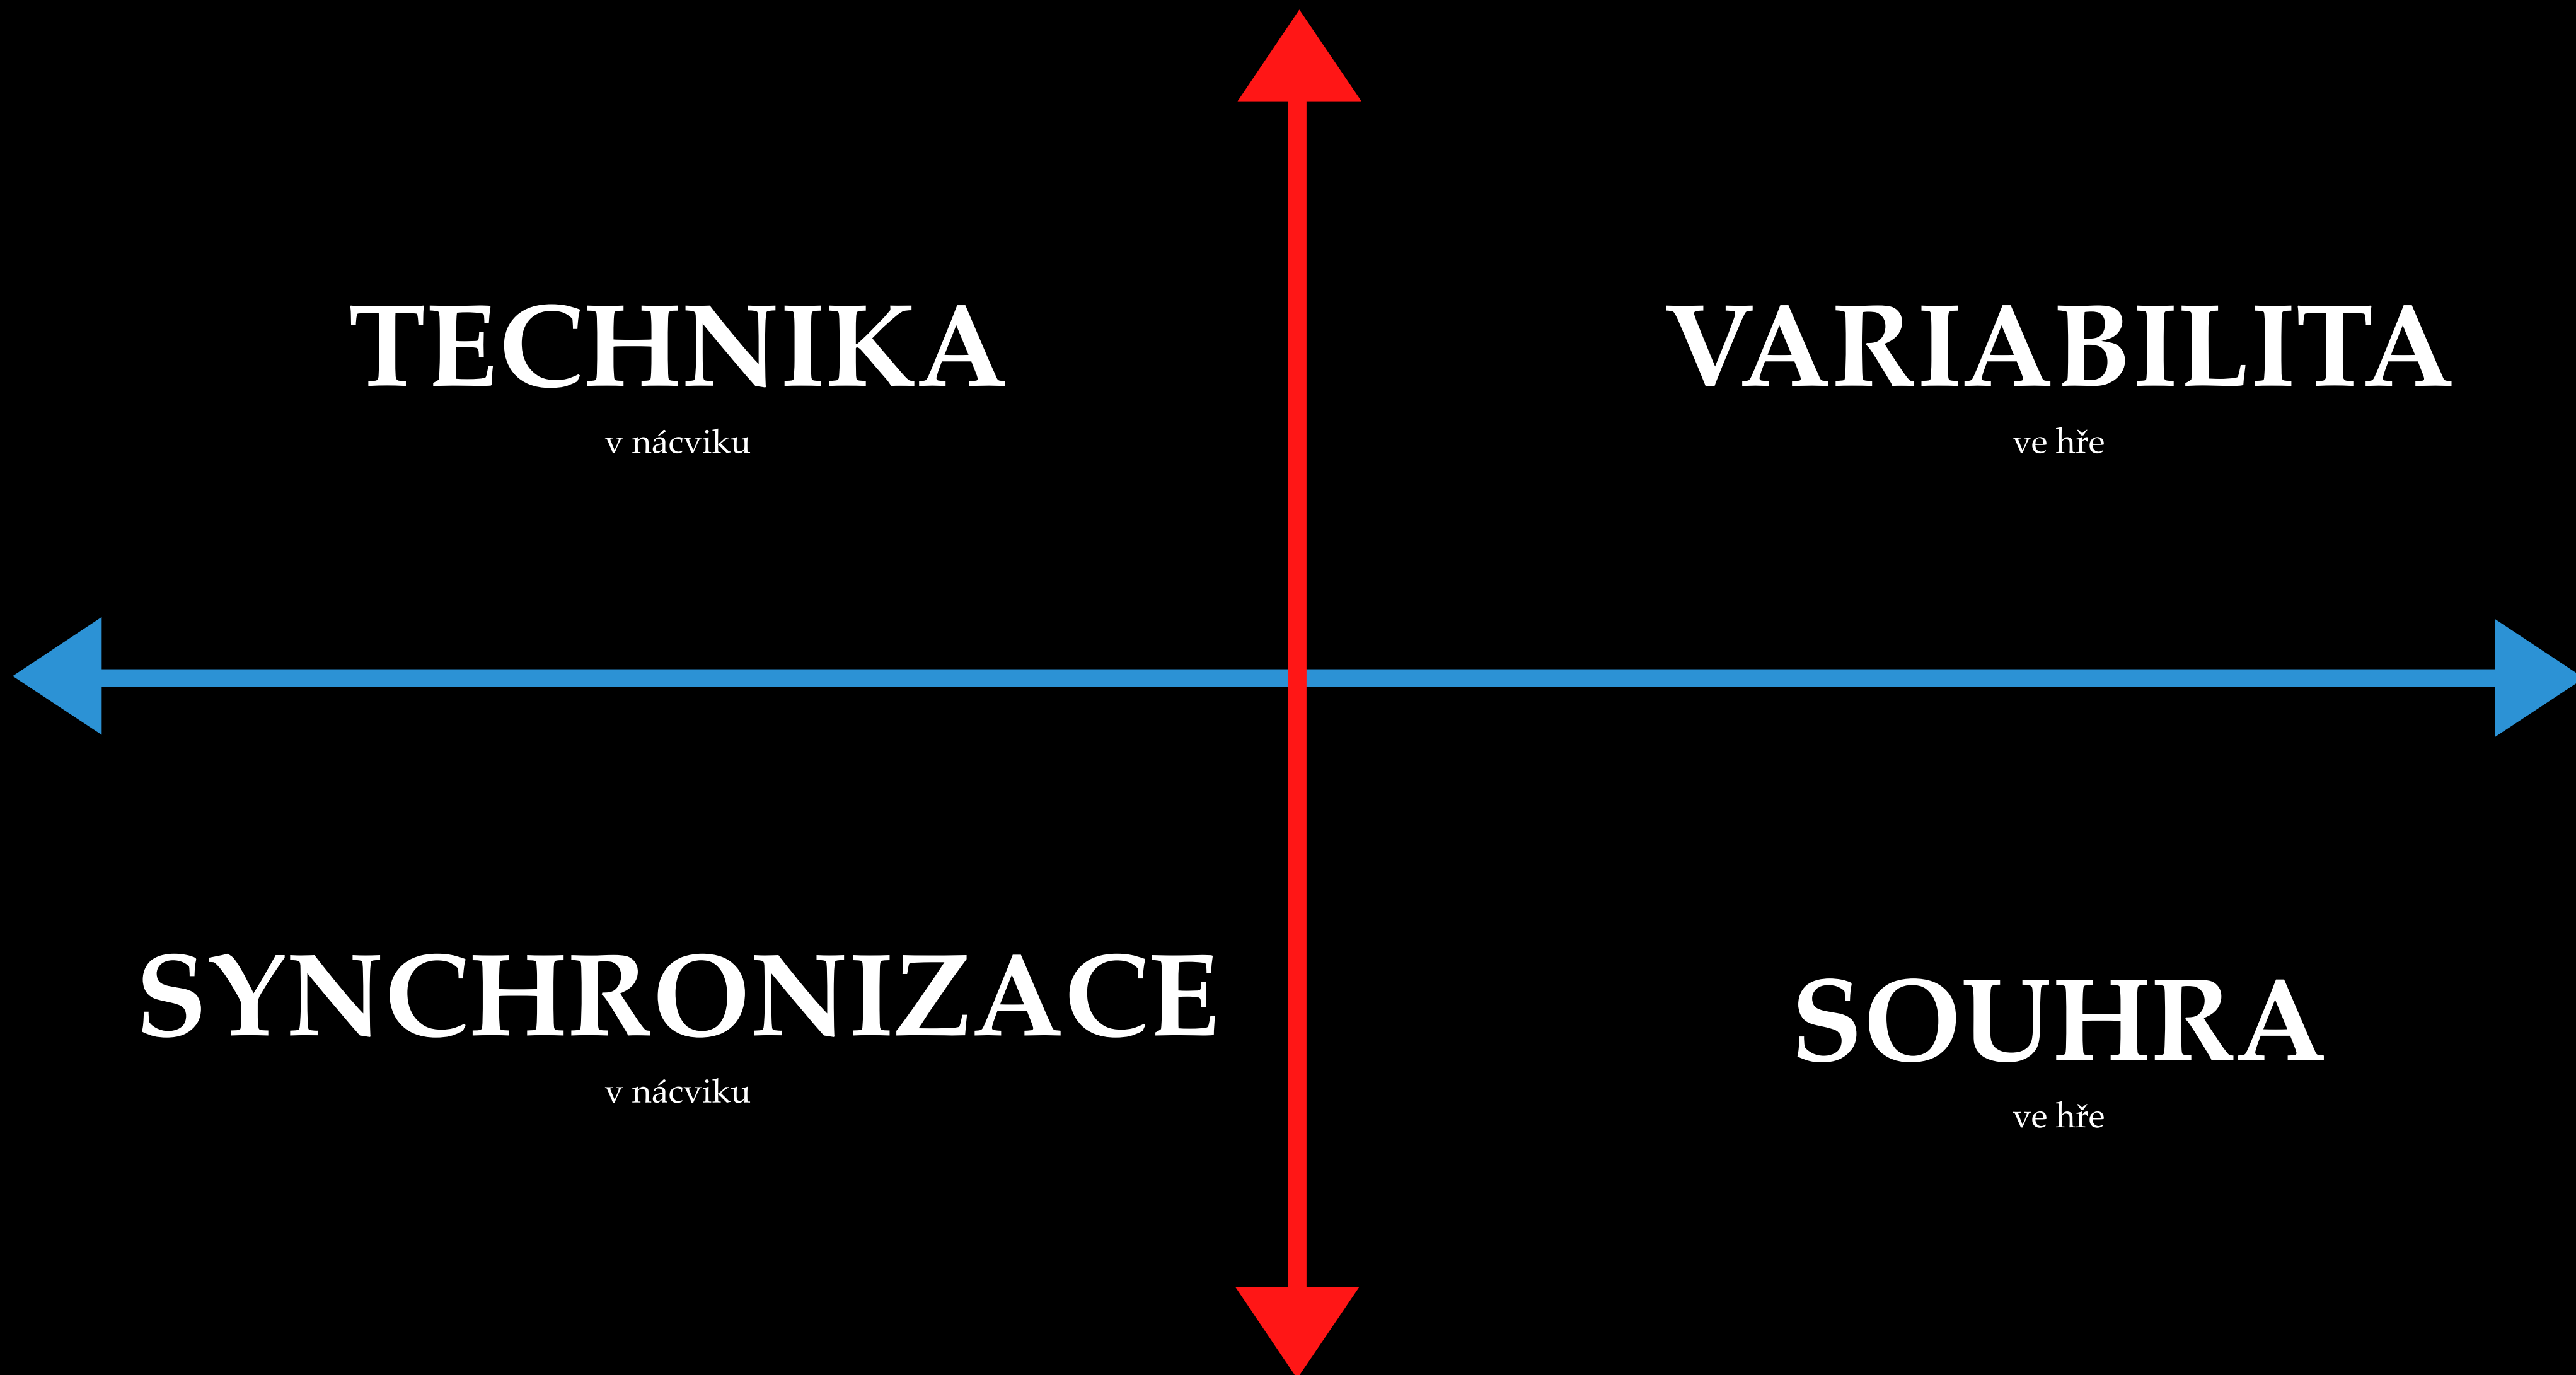 TECHNIKA
v nácviku
VARIABILITA
ve hře
SYNCHRONIZACE
v nácviku
SOUHRA
ve hře